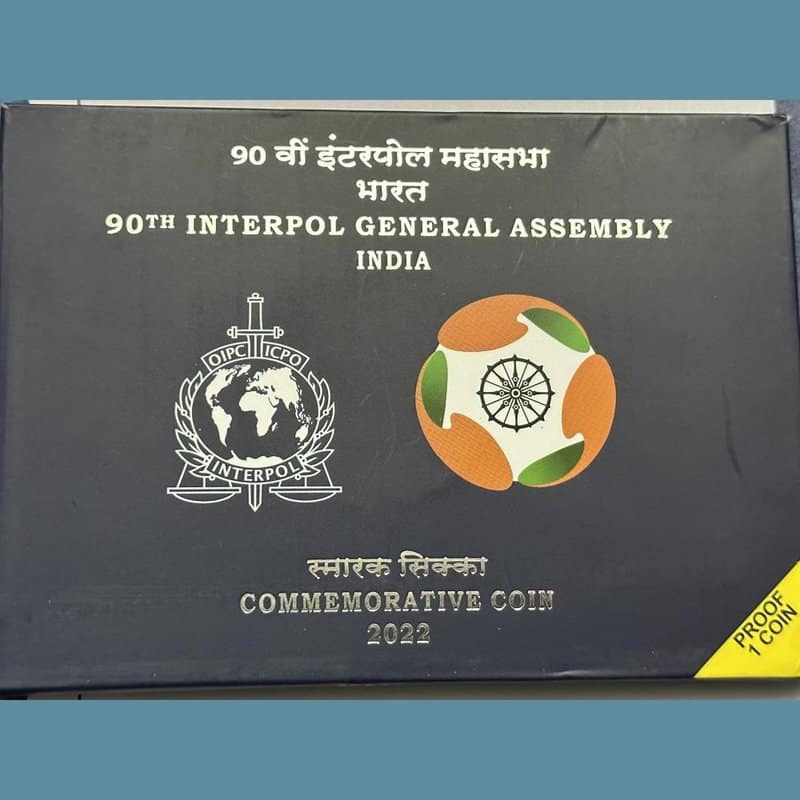 90 वीं इंटरपोल महासभा
भारत
90TH INTERPOL GENERAL ASSEMBLY
INDIA
OIPC ICPO
INTERPOL
स्मारक सिक्का
COMMEMORATIVE COIN
2022
PROOF
1 COIN